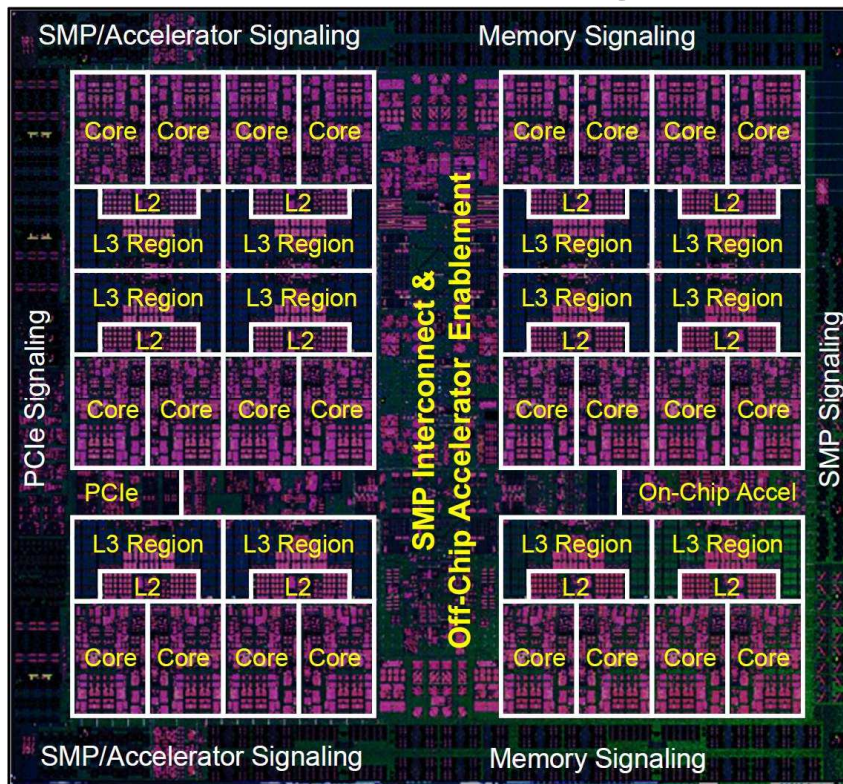 SMP/Accelerator Signaling Memory Signaling
Core Core Core Core Core Core Core Core
L2 L2 L2 L2
L3 Region L3 Region L3 Region L3 Region
L3 Region L3 Region L3 Region L3 Region
L2 L2 L2 L2
Core Core Core Core Core Core Core Core
PCIe Signaling
SMP Interconnect &
Off-Chip Accelerator Enablement
SMP Signaling
PCIe On-Chip Accel
L3 Region L3 Region L3 Region L3 Region
L2 L2 L2 L2
Core Core Core Core Core Core Core Core
SMP/Accelerator Signaling Memory Signaling